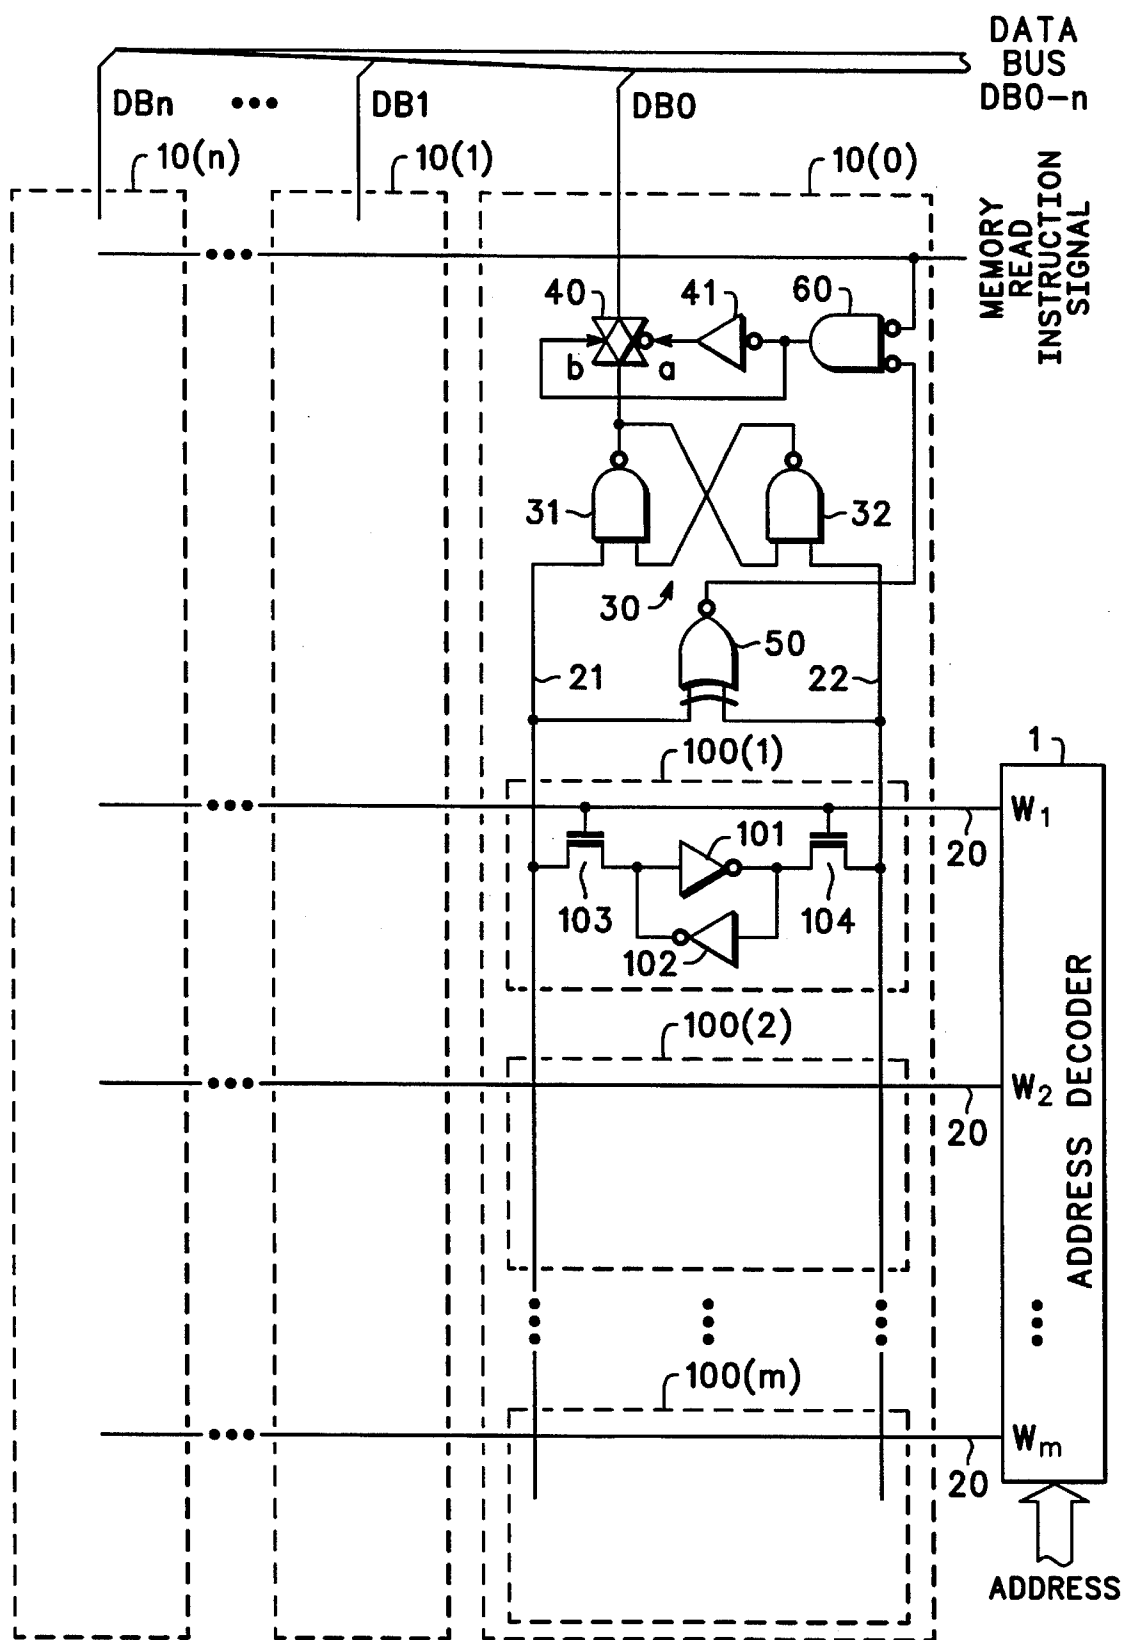 DATA
BUS
DB0-n
DBn
DB1
DB0
10(n)
10(1)
10(0)
MEMORY
READ
INSTRUCTION
SIGNAL
40
41
60
b
a
31
32
30
50
21
22
100(1)
1
W1
20
101
103
104
102
100(2)
W2
20
ADDRESS DECODER
100(m)
Wm
20
ADDRESS